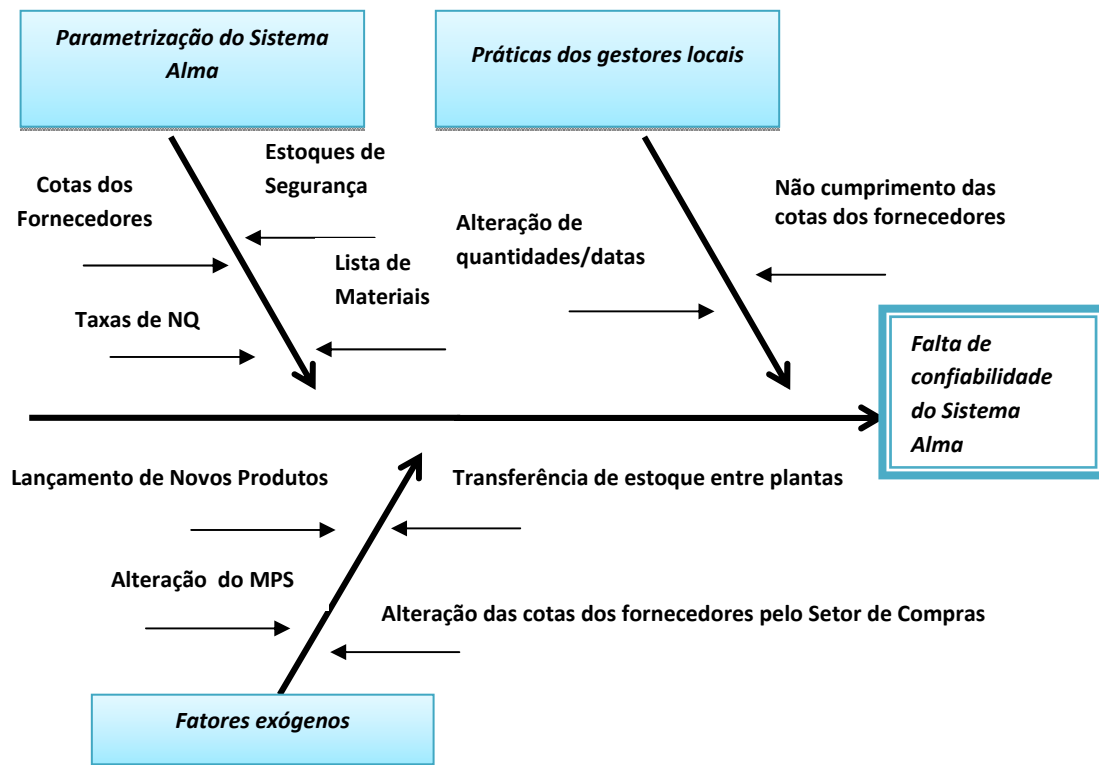 Parametrização do Sistema
Alma
Práticas dos gestores locais
Estoques de
Segurança
Cotas dos
Fornecedores
Lista de
Materiais
Taxas de NQ
Alteração de
quantidades/datas
Não cumprimento das
cotas dos fornecedores
Falta de
confiabilidade
do Sistema
Alma
Lançamento de Novos Produtos
Transferência de estoque entre plantas
Alteração do MPS
Alteração das cotas dos fornecedores pelo Setor de Compras
Fatores exógenos